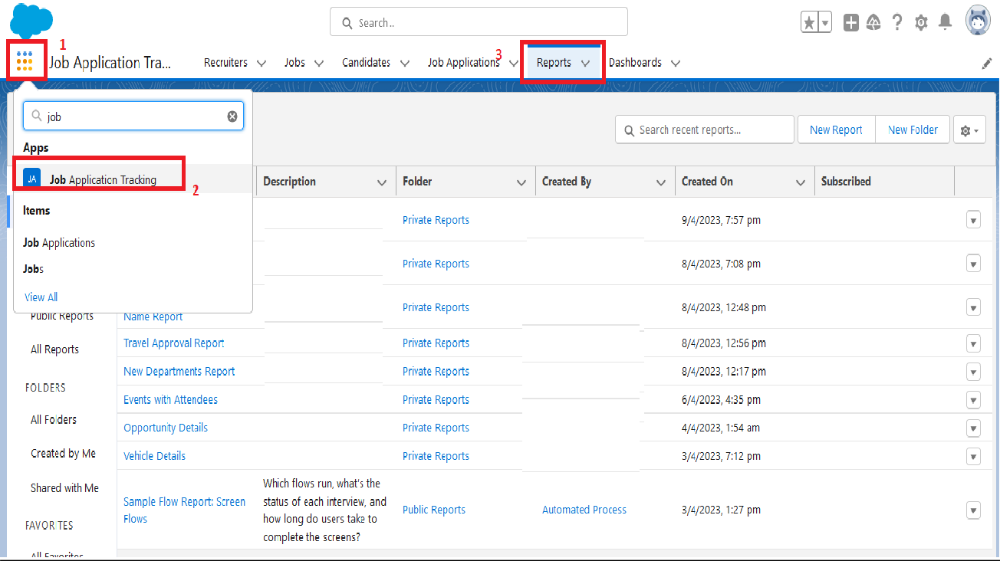 Search...
1
Job Application Tra...
Recruiters
Jobs
Candidates
Job Applications
3
Reports
Dashboards
job
Apps
JA
Job Application Tracking
2
Items
Job Applications
Jobs
View All
Search recent reports...
New Report
New Folder
Description
Folder
Created By
Created On
Subscribed
Private Reports
9/4/2023, 7:57 pm
Private Reports
8/4/2023, 7:08 pm
Private Reports
8/4/2023, 12:48 pm
Public Reports
Name Report
All Reports
Travel Approval Report
Private Reports
8/4/2023, 12:56 pm
New Departments Report
Private Reports
8/4/2023, 12:17 pm
FOLDERS
Events with Attendees
Private Reports
6/4/2023, 4:35 pm
All Folders
Opportunity Details
Private Reports
4/4/2023, 1:54 am
Created by Me
Vehicle Details
Private Reports
3/4/2023, 7:12 pm
Shared with Me
Sample Flow Report: Screen
Flows
Which flows run, what's the
status of each interview, and
how long do users take to
complete the screens?
Public Reports
Automated Process
3/4/2023, 1:27 pm
FAVORITES
All Favorites